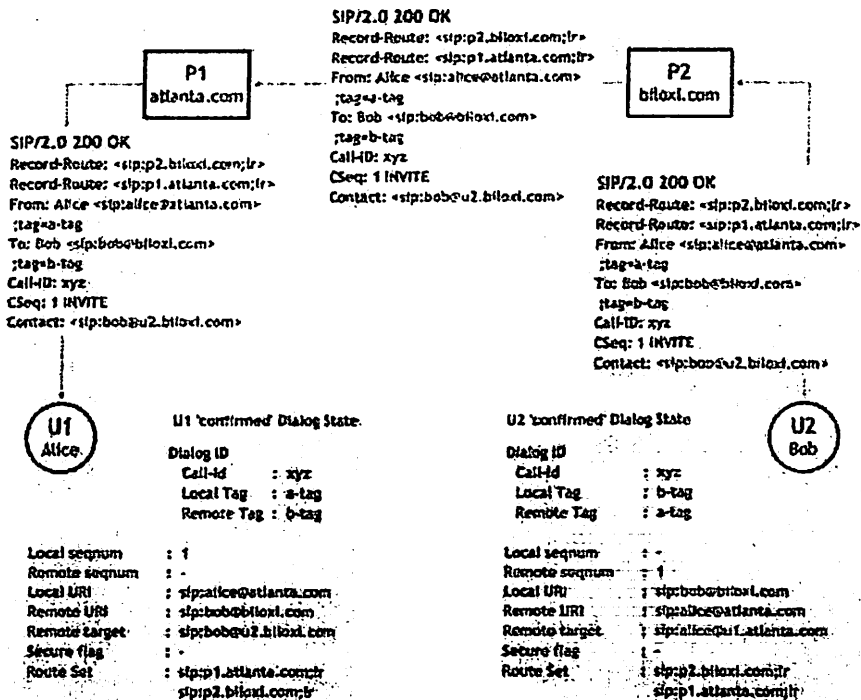 SIP/2.0 200 OK
Record-Route: <sip:p2.biloxi.com;lr>
Record-Route: <sip:p1.atlanta.com;lr>
From: Alice <sip:alice@atlanta.com>
;tag=a-tag
To: Bob <sip:bob@biloxi.com>
;tag=b-tag
Call-ID: xyz
CSeq: 1 INVITE
Contact: <sip:bob@u2.biloxi.com>
P1
atlanta.com
P2
biloxi.com
SIP/2.0 200 OK
Record-Route: <sip:p2.biloxi.com;lr>
Record-Route: <sip:p1.atlanta.com;lr>
From: Alice <sip:alice@atlanta.com>
;tag=a-tag
To: Bob <sip:bob@biloxi.com>
;tag=b-tag
Call-ID: xyz
CSeq: 1 INVITE
Contact: <sip:bob@u2.biloxi.com>
SIP/2.0 200 OK
Record-Route: <sip:p2.biloxi.com;lr>
Record-Route: <sip:p1.atlanta.com;lr>
From: Alice <sip:alice@atlanta.com>
;tag=a-tag
To: Bob <sip:bob@biloxi.com>
;tag=b-tag
Call-ID: xyz
CSeq: 1 INVITE
Contact: <sip:bob@u2.biloxi.com>
U1
Alice
U1 'confirmed' Dialog State
Dialog ID
Call-Id : xyz
Local Tag : a-tag
Remote Tag : b-tag
Local seqnum : 1
Remote seqnum : -
Local URI : sip:alice@atlanta.com
Remote URI : sip:bob@biloxi.com
Remote target : sip:bob@u2.biloxi.com
Secure flag : -
Route Set : sip:p1.atlanta.com;lr
sip:p2.biloxi.com;lr
U2 'confirmed' Dialog State
U2
Bob
Dialog ID
Call-Id : xyz
Local Tag : b-tag
Remote Tag : a-tag
Local seqnum : -
Remote seqnum : 1
Local URI : sip:bob@biloxi.com
Remote URI : sip:alice@atlanta.com
Remote target : sip:alice@u1.atlanta.com
Secure flag : -
Route Set : sip:p2.biloxi.com;lr
sip:p1.atlanta.com;lr